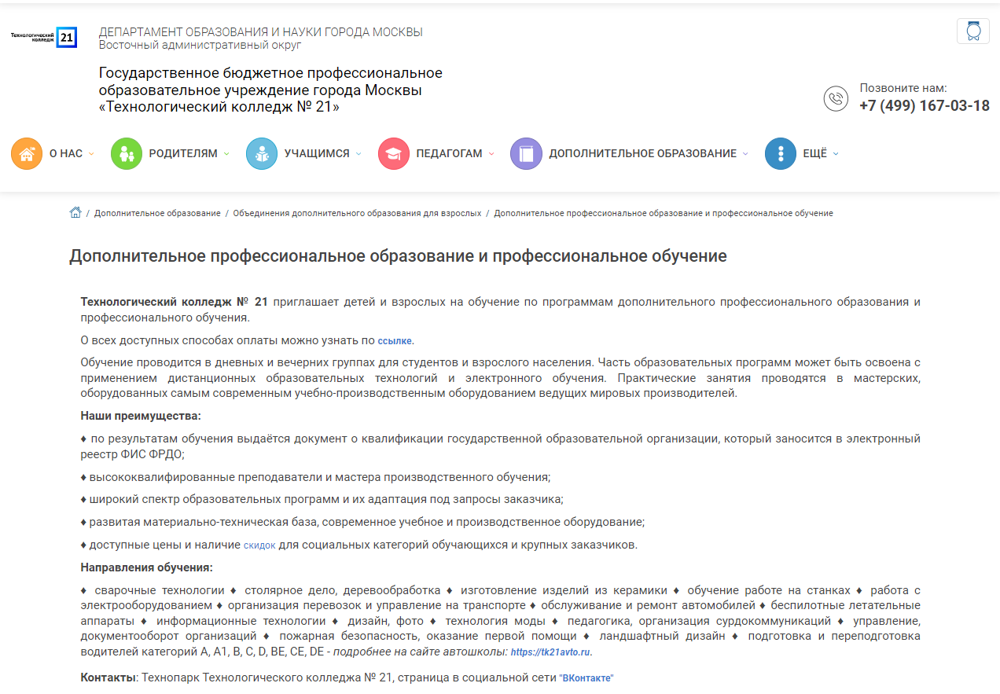 Технологический
колледж 21
ДЕПАРТАМЕНТ ОБРАЗОВАНИЯ И НАУКИ ГОРОДА МОСКВЫ
Восточный административный округ
Государственное бюджетное профессиональное
образовательное учреждение города Москвы
«Технологический колледж № 21»
Позвоните нам:
+7 (499) 167-03-18
О НАС РОДИТЕЛЯМ УЧАЩИМСЯ ПЕДАГОГАМ ДОПОЛНИТЕЛЬНОЕ ОБРАЗОВАНИЕ ЕЩЁ
/ Дополнительное образование / Объединения дополнительного образования для взрослых / Дополнительное профессиональное образование и профессиональное обучение
Дополнительное профессиональное образование и профессиональное обучение
Технологический колледж № 21 приглашает детей и взрослых на обучение по программам дополнительного профессионального образования и
профессионального обучения.
О всех доступных способах оплаты можно узнать по ссылке.
Обучение проводится в дневных и вечерних группах для студентов и взрослого населения. Часть образовательных программ может быть освоена с
применением дистанционных образовательных технологий и электронного обучения. Практические занятия проводятся в мастерских,
оборудованных самым современным учебно-производственным оборудованием ведущих мировых производителей.
Наши преимущества:
♦ по результатам обучения выдаётся документ о квалификации государственной образовательной организации, который заносится в электронный
реестр ФИС ФРДО;
♦ высококвалифированные преподаватели и мастера производственного обучения;
♦ широкий спектр образовательных программ и их адаптация под запросы заказчика;
♦ развитая материально-техническая база, современное учебное и производственное оборудование;
♦ доступные цены и наличие скидок для социальных категорий обучающихся и крупных заказчиков.
Направления обучения:
♦ сварочные технологии ♦ столярное дело, деревообработка ♦ изготовление изделий из керамики ♦ обучение работе на станках ♦ работа с
электрооборудованием ♦ организация перевозок и управление на транспорте ♦ обслуживание и ремонт автомобилей ♦ беспилотные летательные
аппараты ♦ информационные технологии ♦ дизайн, фото ♦ технология моды ♦ педагогика, организация сурдокоммуникаций ♦ управление,
документооборот организаций ♦ пожарная безопасность, оказание первой помощи ♦ ландшафтный дизайн ♦ подготовка и переподготовка
водителей категорий А, А1, В, С, D, BE, CE, DE - подробнее на сайте автошколы: https://tk21avto.ru.
Контакты: Технопарк Технологического колледжа № 21, страница в социальной сети "ВКонтакте"